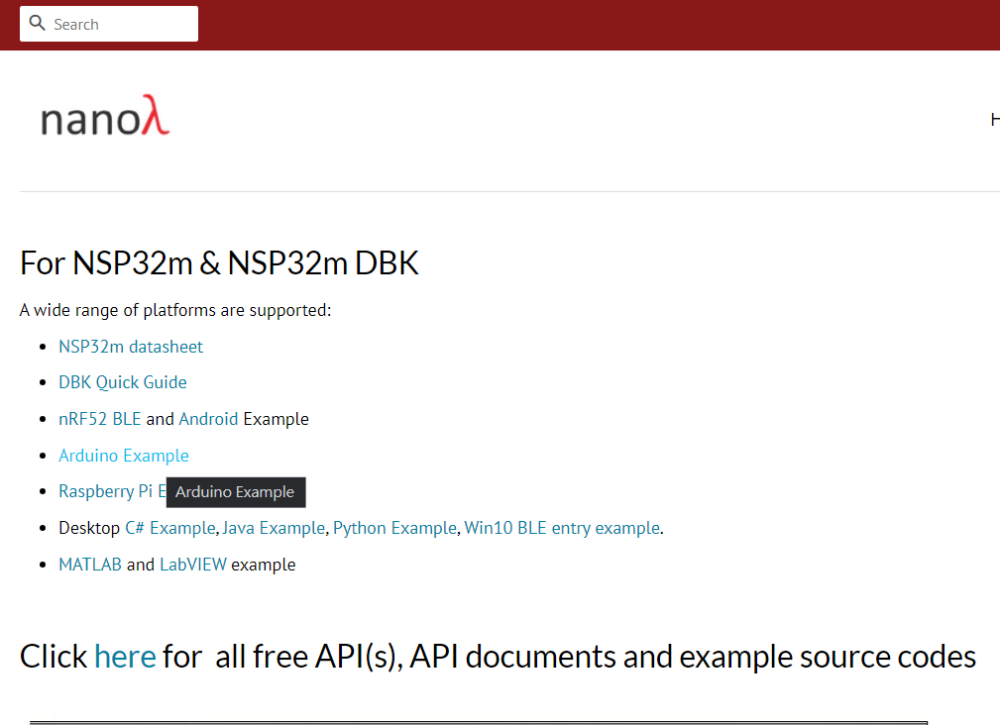 Search
nanoλ
H
For NSP32m & NSP32m DBK
A wide range of platforms are supported:
NSP32m datasheet
DBK Quick Guide
nRF52 BLE and Android Example
Arduino Example
Raspberry Pi E
Arduino Example
Desktop C# Example, Java Example, Python Example, Win10 BLE entry example.
MATLAB and LabVIEW example
Click here for all free API(s), API documents and example source codes